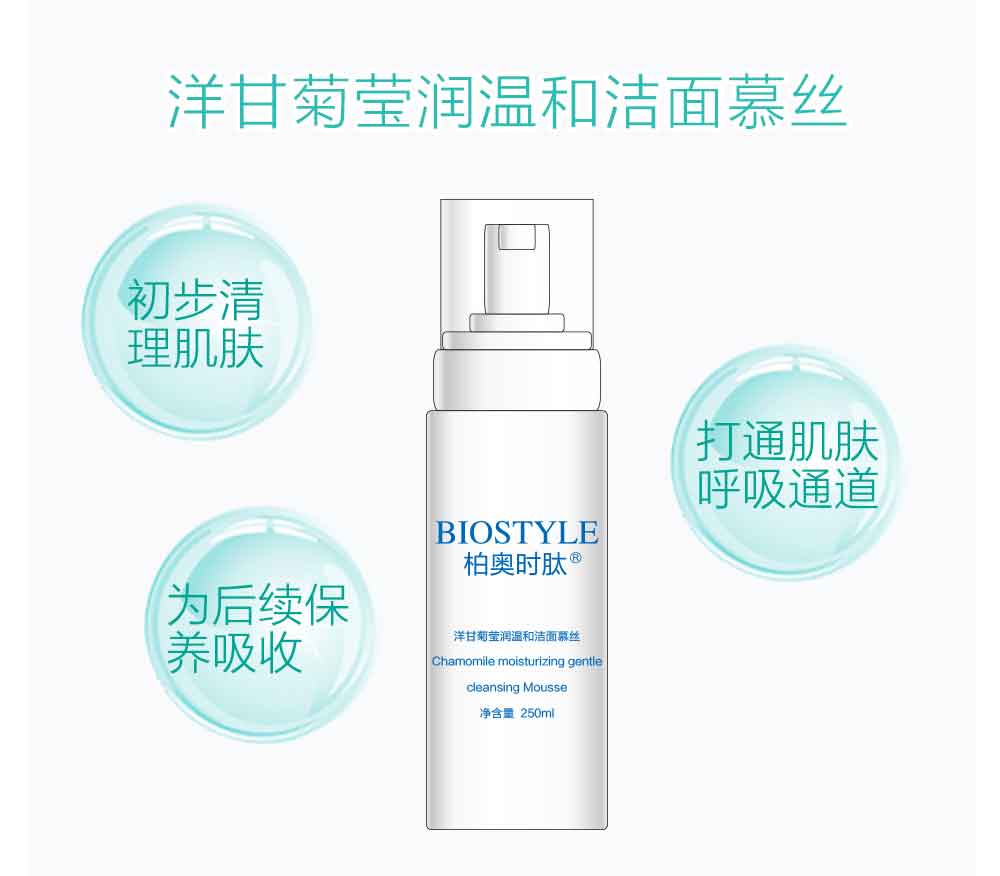 洋甘菊莹润温和洁面慕丝
初步清
理肌肤
打通肌肤
呼吸通道
为后续保
养吸收
BIOSTYLE
柏奥时肽®
洋甘菊莹润温和洁面慕丝
Chamomile moisturizing gentle
cleansing Mousse
净含量 250ml